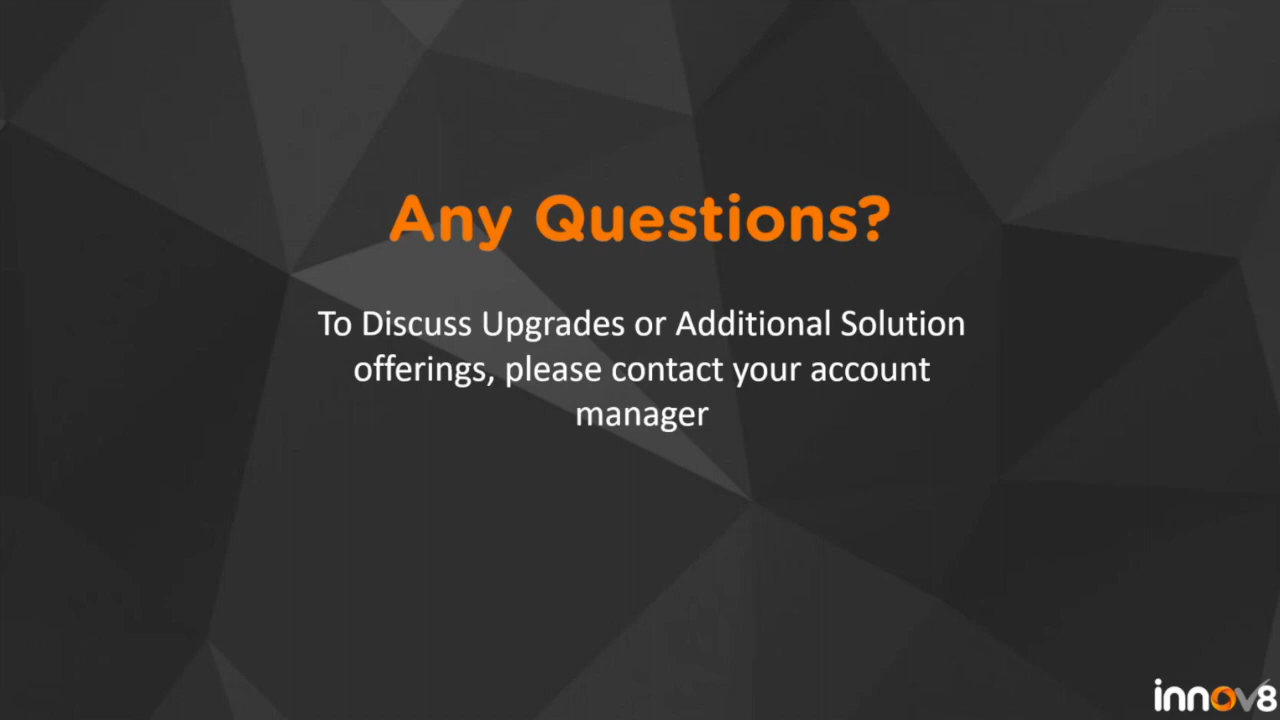 Any Questions?
To Discuss Upgrades or Additional Solution
offerings, please contact your account
manager
innov8